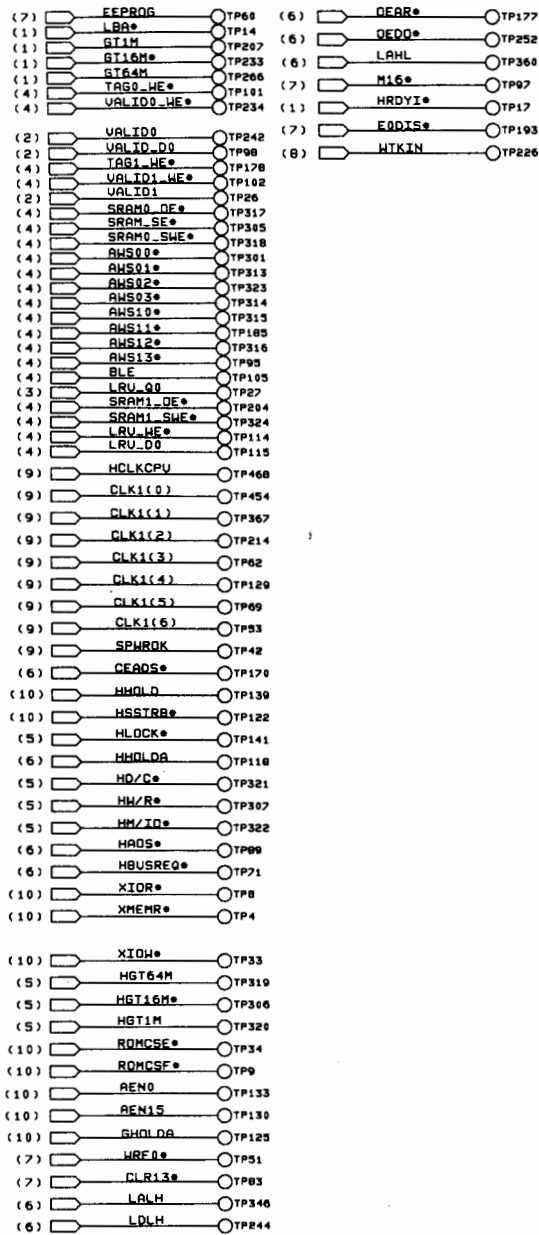 (7) EEPROG TP60
(1) LBA* TP14
(1) GT1M TP207
(1) GT16M* TP233
(1) GT64M TP266
(4) TAG0_WE* TP101
(4) VALID0_WE* TP234
(2) VALID0 TP242
(2) VALID_D0 TP98
(4) TAG1_WE* TP178
(4) VALID1_WE* TP102
(2) VALID1 TP26
(4) SRAM0_OE* TP317
(4) SRAM_SE* TP305
(4) SRAM0_SWE* TP318
(4) AWS00* TP301
(4) AWS01* TP313
(4) AWS02* TP323
(4) AWS03* TP314
(4) AWS10* TP315
(4) AWS11* TP185
(4) AWS12* TP316
(4) AWS13* TP95
(4) BLE TP105
(3) LRU_Q0 TP27
(4) SRAM1_OE* TP204
(4) SRAM1_SWE* TP324
(4) LRU_WE* TP114
(4) LRU_D0 TP115
(9) HCLKCPU TP468
(9) CLK1(0) TP454
(9) CLK1(1) TP367
(9) CLK1(2) TP214
(9) CLK1(3) TP62
(9) CLK1(4) TP129
(9) CLK1(5) TP69
(9) CLK1(6) TP53
(9) SPWROK TP42
(6) CEADS* TP170
(10) HHOLD TP139
(10) HSSTRB* TP122
(5) HLOCK* TP141
(6) HHOLDA TP118
(5) HD/C* TP321
(5) HW/R* TP307
(5) HM/IO* TP322
(6) HADS* TP89
(6) HBUSREQ* TP71
(10) XIOR* TP8
(10) XMEMR* TP4
(10) XIOW* TP33
(5) HGT64M TP319
(5) HGT16M* TP306
(5) HGT1M TP320
(10) ROMCSE* TP34
(10) ROMCSF* TP9
(10) AEN0 TP133
(10) AEN15 TP130
(10) GHOLDA TP125
(7) WRF0* TP51
(7) CLR13* TP83
(6) LALH TP346
(6) LDLH TP244
(6) OEAR* TP177
(6) OEDD* TP252
(6) LAHL TP360
(7) M16* TP97
(1) HRDYI* TP17
(7) EODIS* TP193
(8) WTKIN TP226